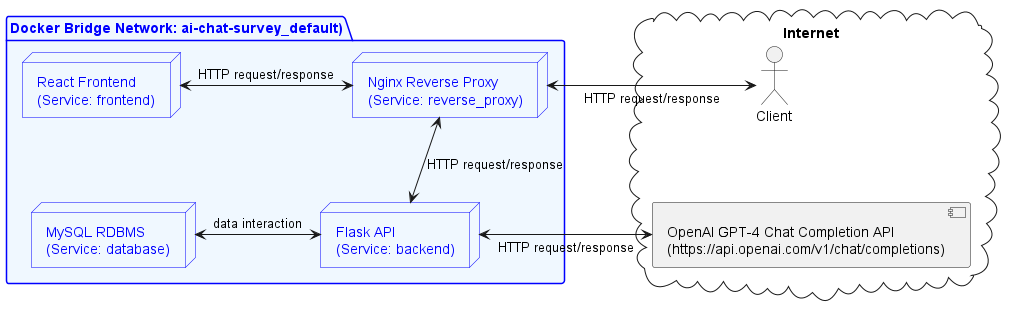 Docker Bridge Network: ai-chat-survey_default)
Internet
React Frontend
(Service: frontend)
HTTP request/response
Nginx Reverse Proxy
(Service: reverse_proxy)
HTTP request/response
Client
HTTP request/response
MySQL RDBMS
(Service: database)
data interaction
Flask API
(Service: backend)
HTTP request/response
OpenAI GPT-4 Chat Completion API
(https://api.openai.com/v1/chat/completions)